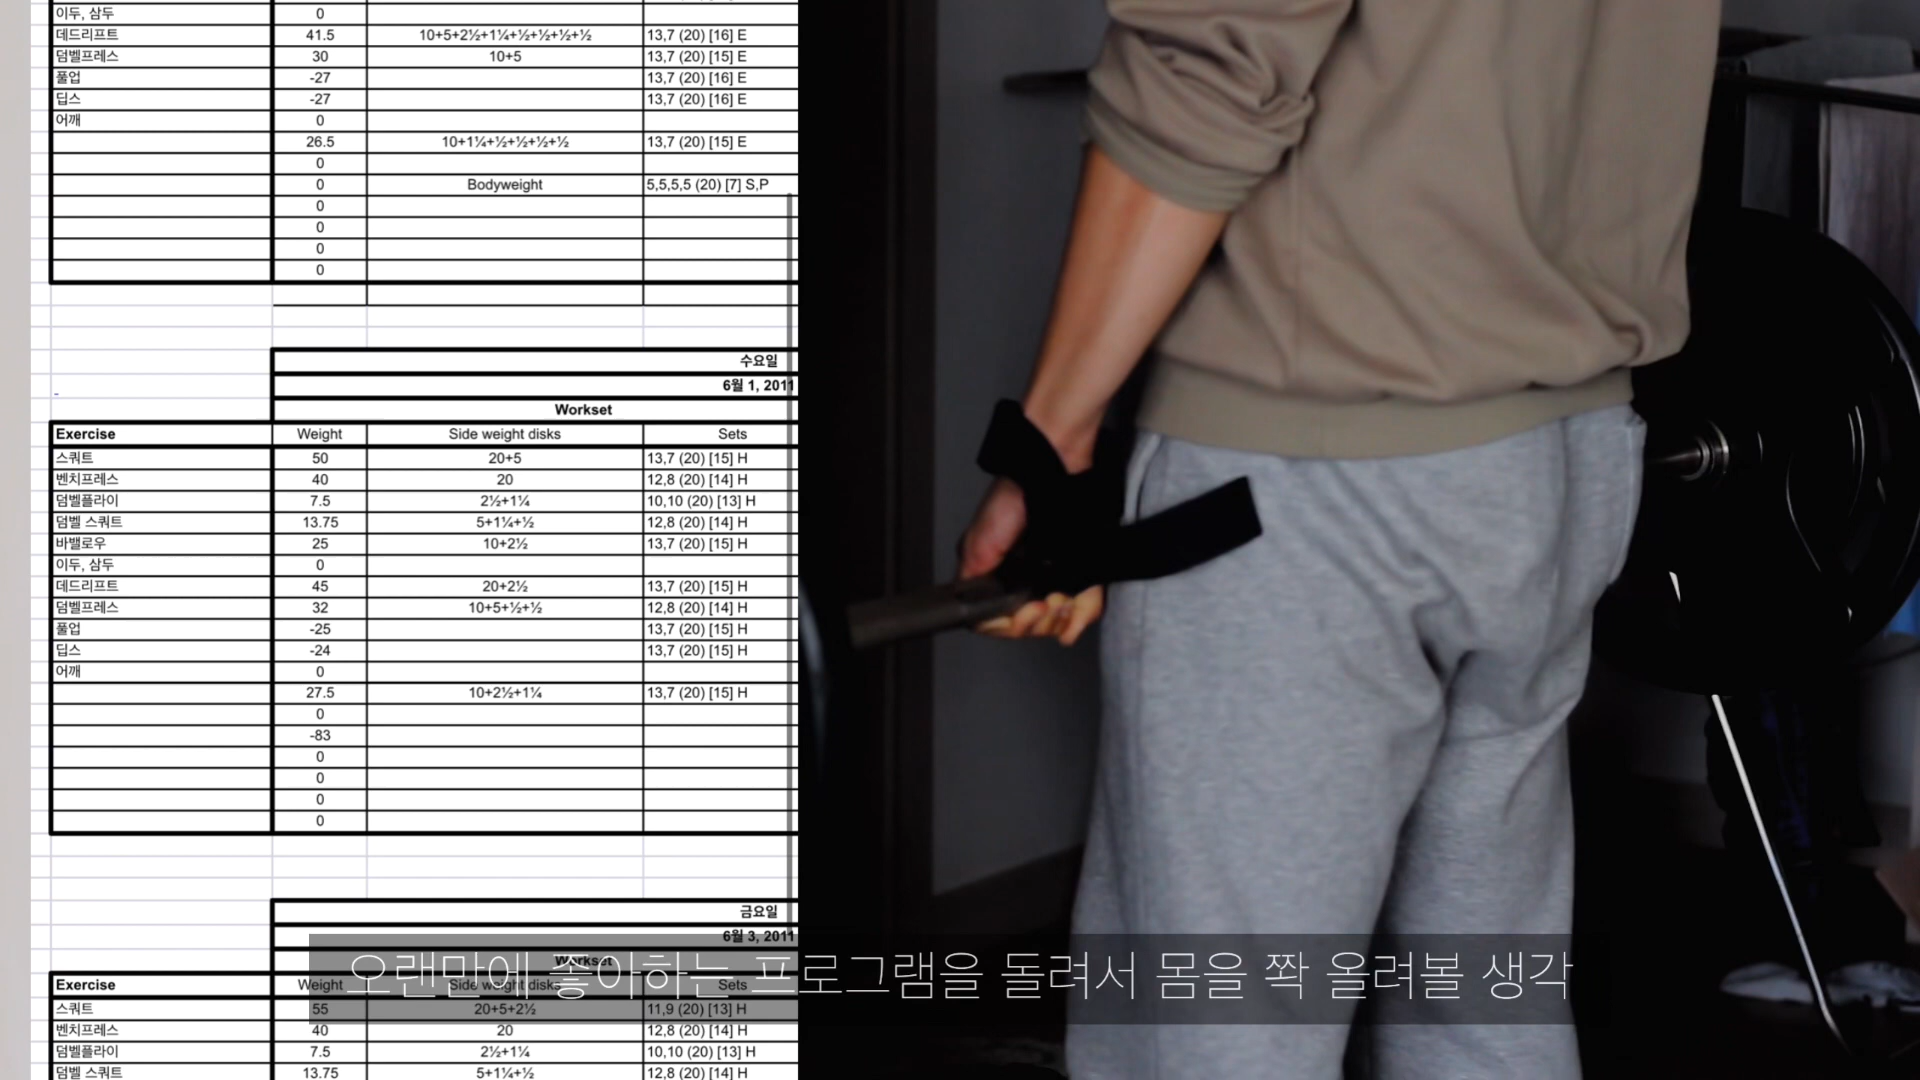 이두, 삼두 0
데드리프트 41.5 10+5+2½+1¼+½+½+½+½ 13,7 (20) [16] E
덤벨프레스 30 10+5 13,7 (20) [15] E
풀업 -27 13,7 (20) [16] E
딥스 -27 13,7 (20) [16] E
어깨 0
26.5 10+1¼+½+½+½+½ 13,7 (20) [15] E
0
0 Bodyweight 5,5,5,5 (20) [7] S,P
0
0
0
0
수요일
6월 1, 2011
-
Workset
Exercise Weight Side weight disks Sets
스쿼트 50 20+5 13,7 (20) [15] H
벤치프레스 40 20 12,8 (20) [14] H
덤벨플라이 7.5 2½+1¼ 10,10 (20) [13] H
덤벨 스쿼트 13.75 5+1¼+½ 12,8 (20) [14] H
바밸로우 25 10+2½ 13,7 (20) [15] H
이두, 삼두 0
데드리프트 45 20+2½ 13,7 (20) [15] H
덤벨프레스 32 10+5+½+½ 12,8 (20) [14] H
풀업 -25 13,7 (20) [15] H
딥스 -24 13,7 (20) [15] H
어깨 0
27.5 10+2½+1¼ 13,7 (20) [15] H
0
-83
0
0
0
0
금요일
6월 3, 2011
Workset
오랜만에 좋아하는 프로그램을 돌려서 몸을 쫙 올려볼 생각
Exercise Weight Side weight disks Sets
스쿼트 55 20+5+2½ 11,9 (20) [13] H
벤치프레스 40 20 12,8 (20) [14] H
덤벨플라이 7.5 2½+1¼ 10,10 (20) [13] H
덤벨 스쿼트 13.75 5+1¼+½ 12,8 (20) [14] H